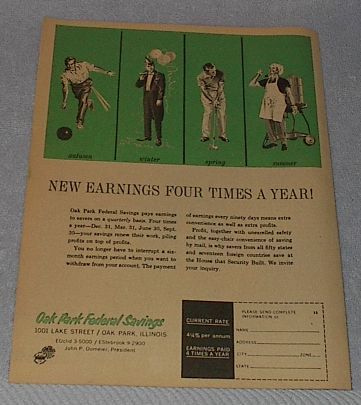 autumn
winter
spring
summer
NEW EARNINGS FOUR TIMES A YEAR!
Oak Park Federal Savings pays earnings
to savers on a quarterly basis. Four times
a year—Dec. 31, Mar. 31, June 30, Sept.
30—your savings renew their work, piling
profits on top of profits.
You no longer have to interrupt a six-
month earnings period when you want to
withdraw from your account. The payment
of earnings every ninety days means extra
convenience as well as extra profits.
Profit, together with unexcelled safety
and the easy-chair convenience of saving
by mail, is why savers from all fifty states
and seventeen foreign countries save at
the House that Security Built. We invite
your inquiry.
Oak Park Federal Savings
1001 LAKE STREET / OAK PARK, ILLINOIS
EUclid 3-5000 / EStebrook 9-2900
John P. Domeier, President
CURRENT RATE
4¼% per annum
EARNINGS PAID
4 TIMES A YEAR
PLEASE SEND COMPLETE
INFORMATION to:
NAME
ADDRESS
CITY ZONE
STATE